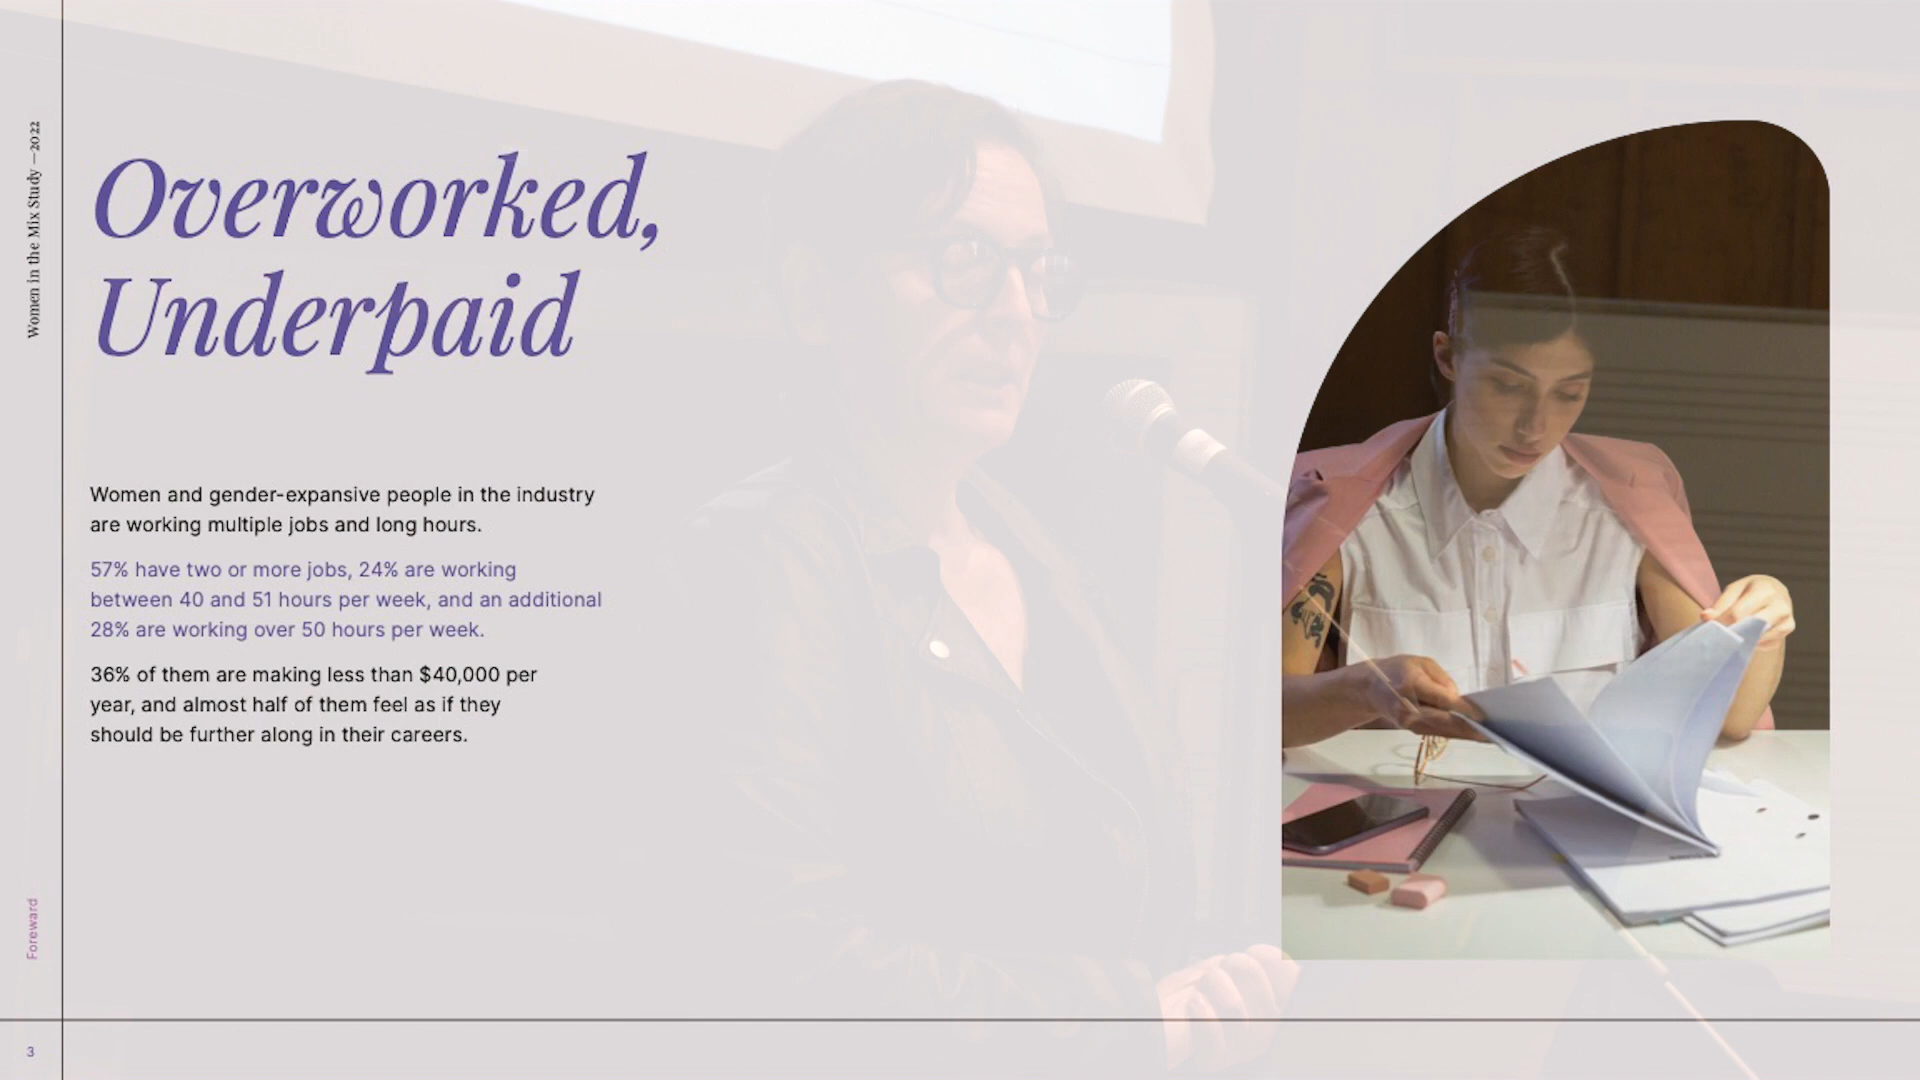 Women in the Mix Study —2022
Overworked,
Underpaid
Women and gender-expansive people in the industry
are working multiple jobs and long hours.
57% have two or more jobs, 24% are working
between 40 and 51 hours per week, and an additional
28% are working over 50 hours per week.
36% of them are making less than $40,000 per
year, and almost half of them feel as if they
should be further along in their careers.
Foreward
3